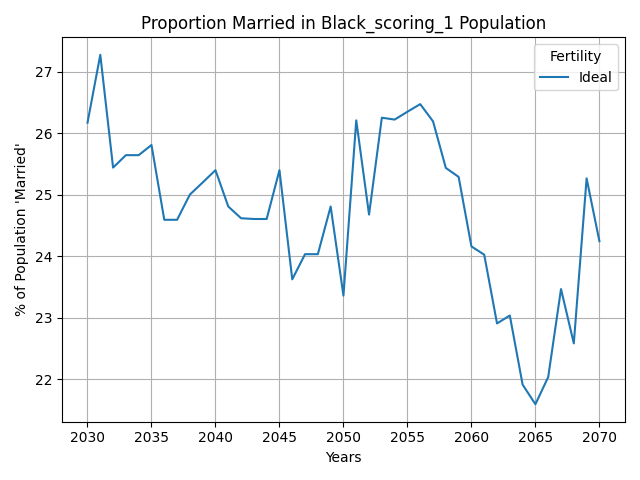 Proportion Married in Black_scoring_1 Population
Fertility
Ideal
% of Population 'Married'
27
26
25
24
23
22
2030 2035 2040 2045 2050 2055 2060 2065 2070
Years